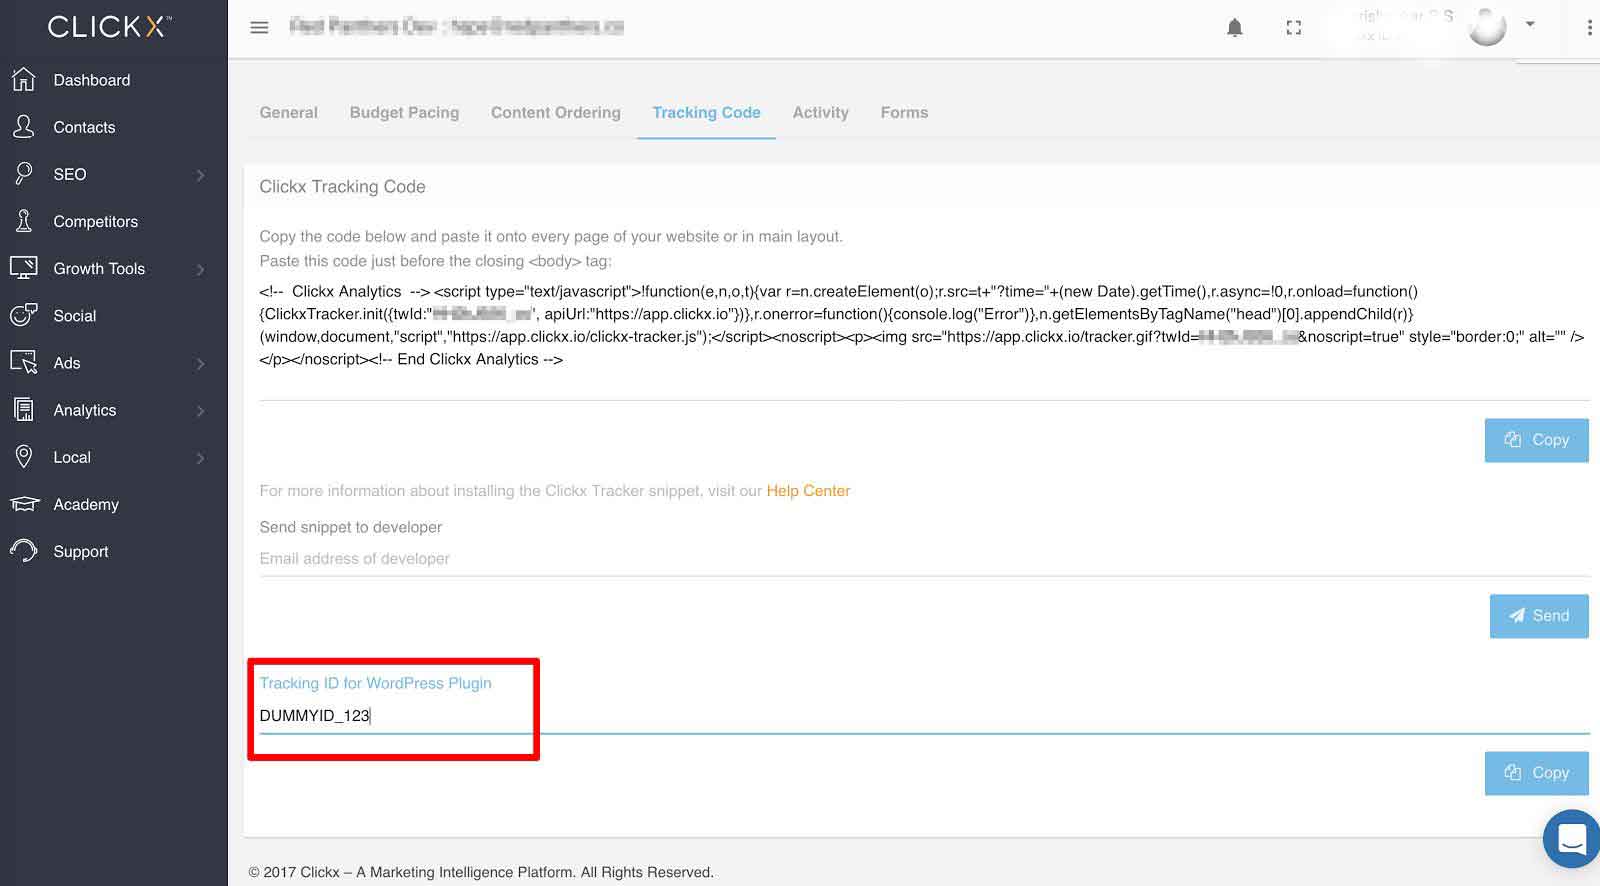 CLICKX™
Dashboard
Contacts
SEO
Competitors
Growth Tools
Social
Ads
Analytics
Local
Academy
Support
General Budget Pacing Content Ordering Tracking Code Activity Forms
Clickx Tracking Code
Copy the code below and paste it onto every page of your website or in main layout.
Paste this code just before the closing <body> tag:
<!-- Clickx Analytics --><script type="text/javascript">!function(e,n,o,t){var r=n.createElement(o);r.src=t+"?time="+(new Date).getTime(),r.async=!0,r.onload=function()
{ClickxTracker.init({twId:" ", apiUrl:"https://app.clickx.io"})},r.onerror=function(){console.log("Error")},n.getElementsByTagName("head")[0].appendChild(r)}
(window,document,"script","https://app.clickx.io/clickx-tracker.js");</script><noscript><p><img src="https://app.clickx.io/tracker.gif?twId= &noscript=true" style="border:0;" alt="" />
</p></noscript><!-- End Clickx Analytics -->
Copy
For more information about installing the Clickx Tracker snippet, visit our Help Center
Send snippet to developer
Email address of developer
Send
Tracking ID for WordPress Plugin
DUMMYID_123
Copy
© 2017 Clickx – A Marketing Intelligence Platform. All Rights Reserved.